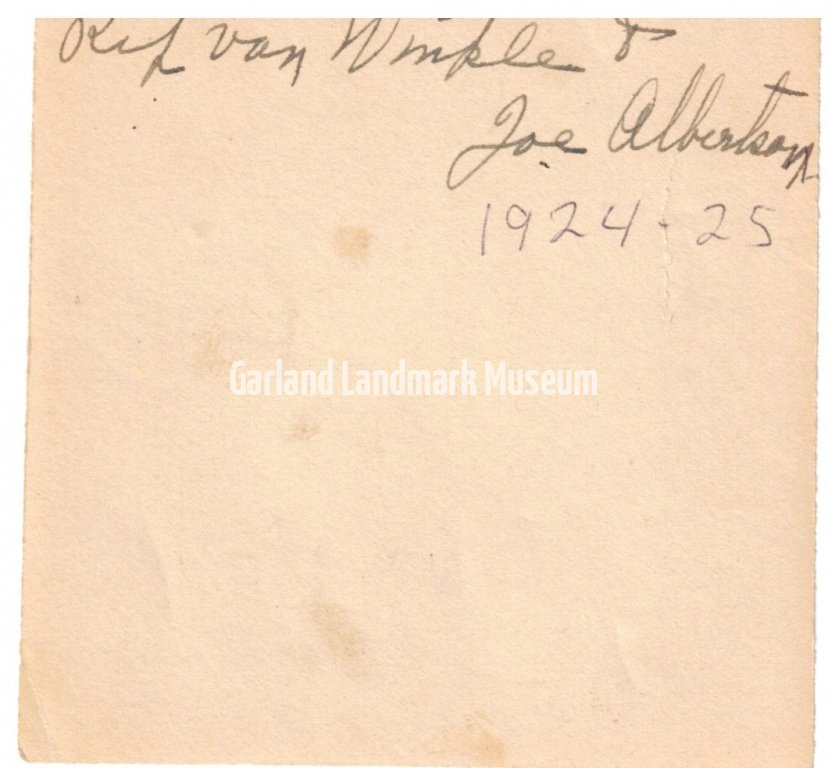 Rip van Winkle &
Joe Albertson
1924-25
Garland Landmark Museum